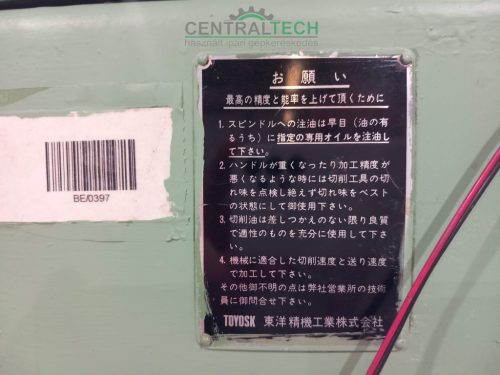 CENTRALTECH
használt ipari gépkereskedés
お願い
最高の精度と能率を上げて頂くために
1. スピンドルへの注油は早目（油の有
るうち）に指定の専用オイルを注油し
て下さい。
2. ハンドルが重くなったり加工精度が
悪くなるような時には切削工具の切
れ味を点検し絶えず切れ味をベスト
の状態にして御使用下さい。
3. 切削油は差しつかえのない限り良質
で適性のものを充分に使用して下さ
い。
4. 機械に適合した切削速度と送り速度
で加工して下さい。
その他御不明の点は弊社営業所の技術
員に御問合せ下さい。
TOYOSK 東洋精機工業株式会社
BE/0397